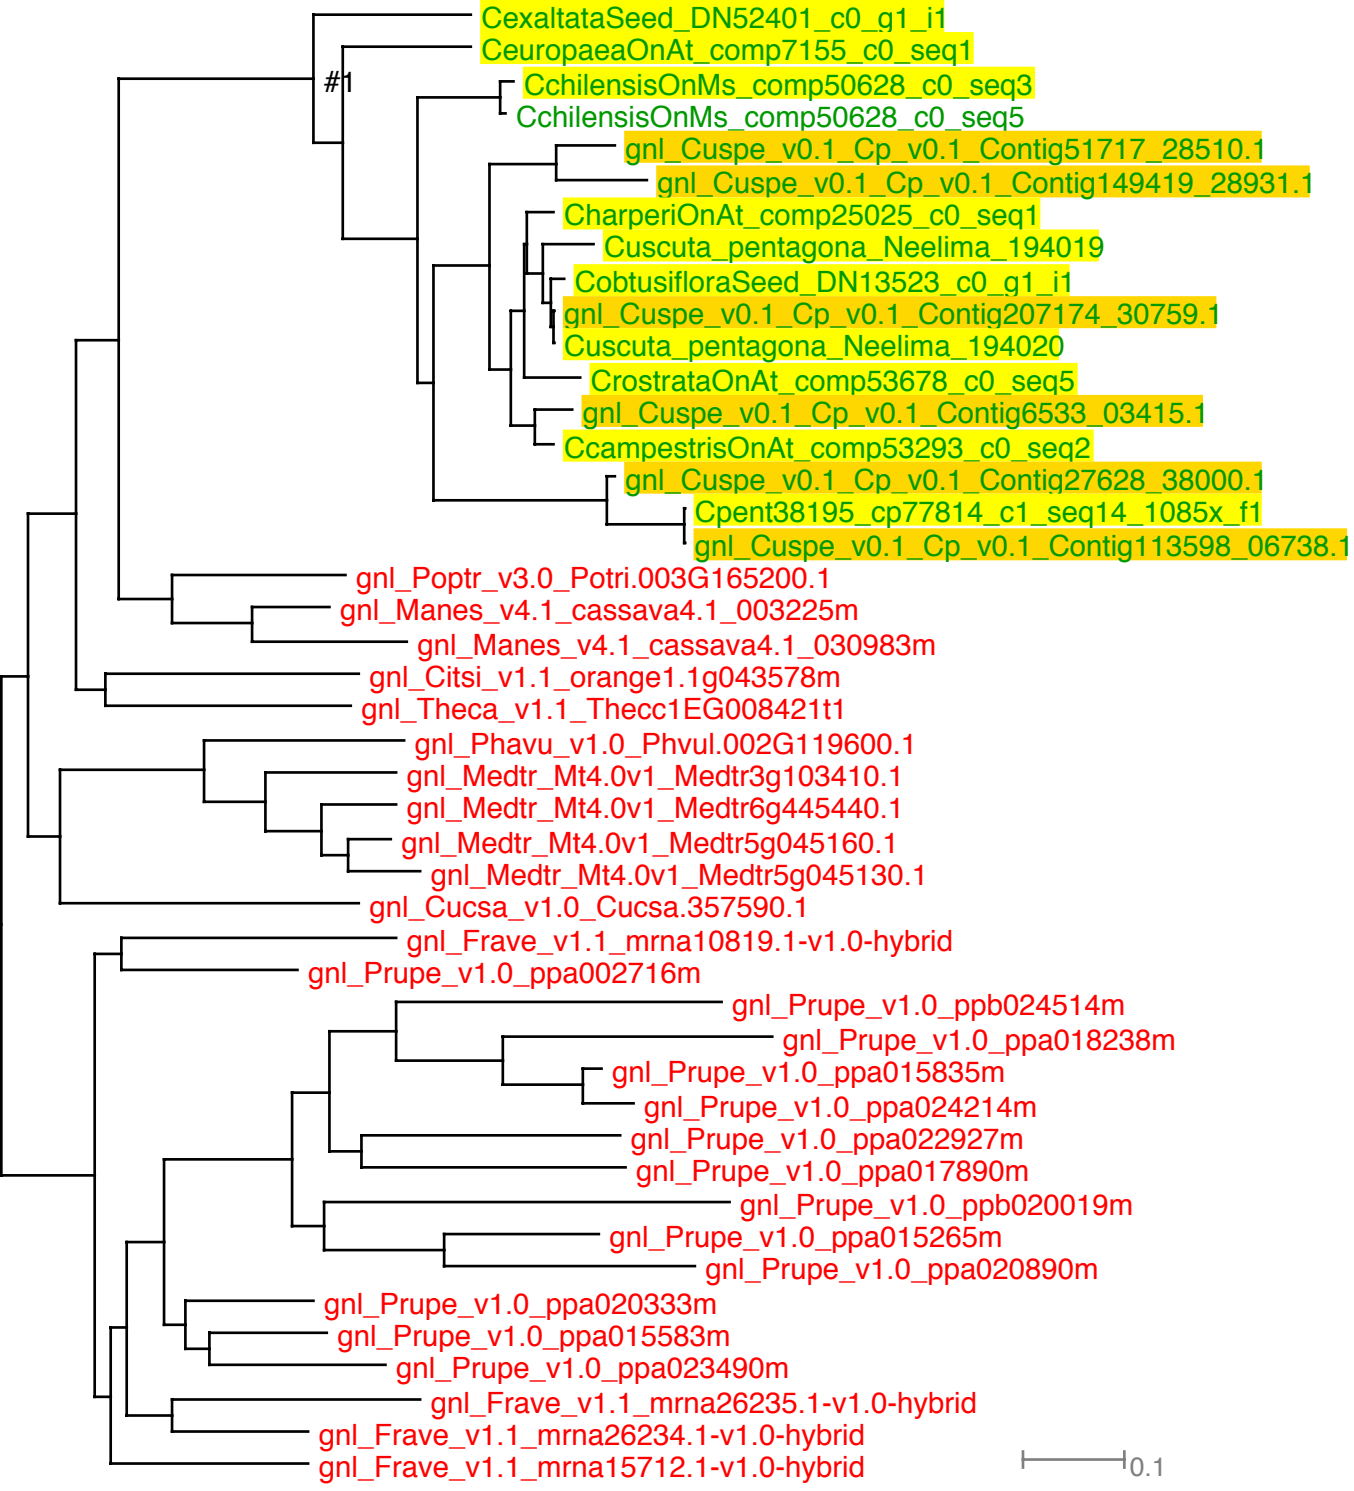 CexaltataSeed_DN52401_c0_g1_i1
CeuropaeaOnAt_comp7155_c0_seq1
#1
CchilensisOnMs_comp50628_c0_seq3
CchilensisOnMs_comp50628_c0_seq5
gnl_Cuspe_v0.1_Cp_v0.1_Contig51717_28510.1
gnl_Cuspe_v0.1_Cp_v0.1_Contig149419_28931.1
CharperiOnAt_comp25025_c0_seq1
Cuscuta_pentagona_Neelima_194019
CobtusifloraSeed_DN13523_c0_g1_i1
gnl_Cuspe_v0.1_Cp_v0.1_Contig207174_30759.1
Cuscuta_pentagona_Neelima_194020
CrostrataOnAt_comp53678_c0_seq5
gnl_Cuspe_v0.1_Cp_v0.1_Contig6533_03415.1
CcampestrisOnAt_comp53293_c0_seq2
gnl_Cuspe_v0.1_Cp_v0.1_Contig27628_38000.1
Cpent38195_cp77814_c1_seq14_1085x_f1
gnl_Cuspe_v0.1_Cp_v0.1_Contig113598_06738.1
gnl_Poptr_v3.0_Potri.003G165200.1
gnl_Manes_v4.1_cassava4.1_003225m
gnl_Manes_v4.1_cassava4.1_030983m
gnl_Citsi_v1.1_orange1.1g043578m
gnl_Theca_v1.1_Thecc1EG008421t1
gnl_Phavu_v1.0_Phvul.002G119600.1
gnl_Medtr_Mt4.0v1_Medtr3g103410.1
gnl_Medtr_Mt4.0v1_Medtr6g445440.1
gnl_Medtr_Mt4.0v1_Medtr5g045160.1
gnl_Medtr_Mt4.0v1_Medtr5g045130.1
gnl_Cucsa_v1.0_Cucsa.357590.1
gnl_Frave_v1.1_mrna10819.1-v1.0-hybrid
gnl_Prupe_v1.0_ppa002716m
gnl_Prupe_v1.0_ppb024514m
gnl_Prupe_v1.0_ppa018238m
gnl_Prupe_v1.0_ppa015835m
gnl_Prupe_v1.0_ppa024214m
gnl_Prupe_v1.0_ppa022927m
gnl_Prupe_v1.0_ppa017890m
gnl_Prupe_v1.0_ppb020019m
gnl_Prupe_v1.0_ppa015265m
gnl_Prupe_v1.0_ppa020890m
gnl_Prupe_v1.0_ppa020333m
gnl_Prupe_v1.0_ppa015583m
gnl_Prupe_v1.0_ppa023490m
gnl_Frave_v1.1_mrna26235.1-v1.0-hybrid
gnl_Frave_v1.1_mrna26234.1-v1.0-hybrid
gnl_Frave_v1.1_mrna15712.1-v1.0-hybrid
0.1